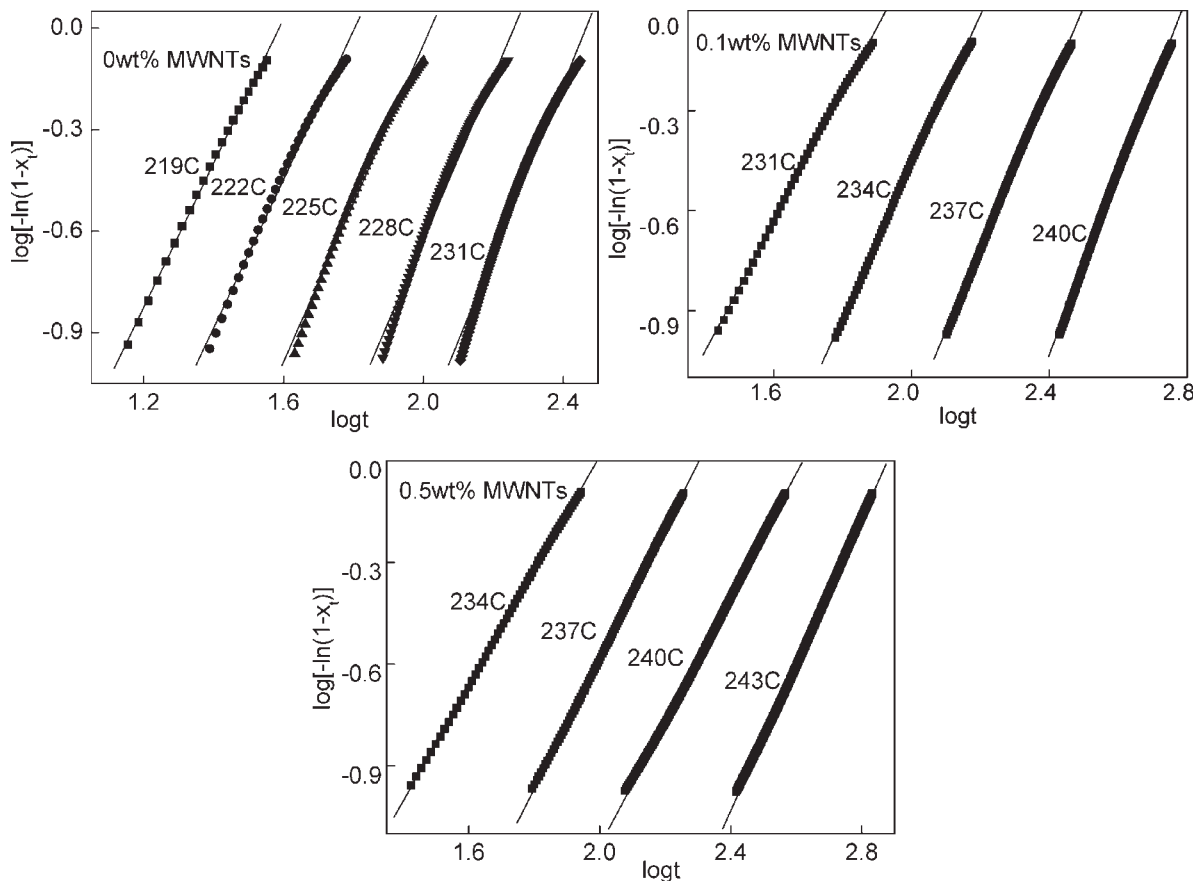 0.0
-0.3
-0.6
-0.9
log[-ln(1-xt)]
0wt% MWNTs
219C
222C
225C
228C
231C
1.2
1.6
2.0
2.4
logt
0.0
-0.3
-0.6
-0.9
log[-ln(1-xt)]
0.1wt% MWNTs
231C
234C
237C
240C
1.6
2.0
2.4
2.8
logt
0.0
-0.3
-0.6
-0.9
log[-ln(1-xt)]
0.5wt% MWNTs
234C
237C
240C
243C
1.6
2.0
2.4
2.8
logt